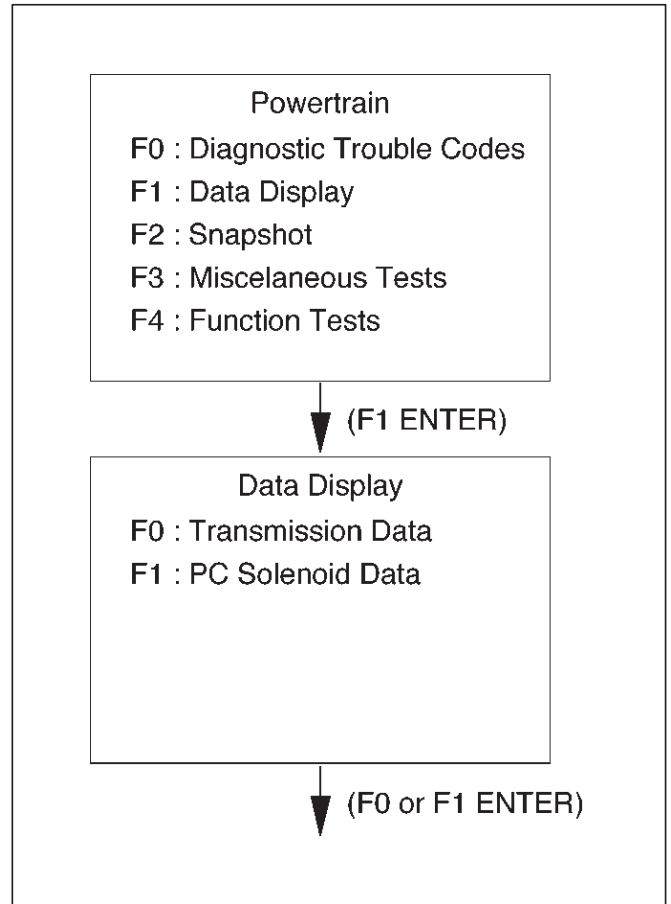 Powertrain
F0 : Diagnostic Trouble Codes
F1 : Data Display
F2 : Snapshot
F3 : Miscelaneous Tests
F4 : Function Tests
(F1 ENTER)
Data Display
F0 : Transmission Data
F1 : PC Solenoid Data
(F0 or F1 ENTER)